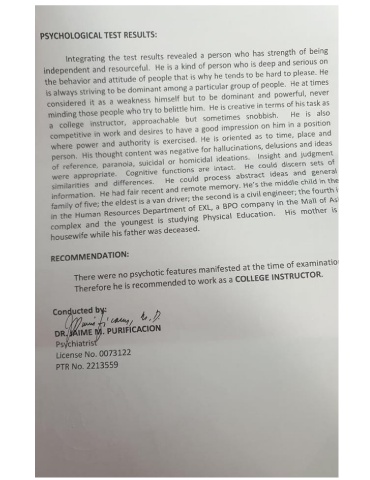 PSYCHOLOGICAL TEST RESULTS:
Integrating the test results revealed a person who has strength of being
independent and resourceful. He is a kind of person who is deep and serious on
the behavior and attitude of people that is why he tends to be hard to please. He
is always striving to be dominant among a particular group of people. He at times
considered it as a weakness himself but to be dominant and powerful, never
minding those people who try to belittle him. He is creative in terms of his task as
a college instructor, approachable but sometimes snobbish. He is also
competitive in work and desires to have a good impression on him in a position
where power and authority is exercised. He is oriented as to time, place and
person. His thought content was negative for hallucinations, delusions and ideas
of reference, paranoia, suicidal or homicidal ideations. Insight and judgment
were appropriate. Cognitive functions are intact. He could discern sets of
similarities and differences. He could process abstract ideas and general
information. He had fair recent and remote memory. He's the middle child in the
family of five; the eldest is a van driver; the second is a civil engineer; the fourth
in the Human Resources Department of EXL, a BPO company in the Mall of As
complex and the youngest is studying Physical Education. His mother is
housewife while his father was deceased.
RECOMMENDATION:
There were no psychotic features manifested at the time of examinatio
Therefore he is recommended to work as a COLLEGE INSTRUCTOR.
Conducted by:
DR. JAIME M. PURIFICACION
Psychiatrist
License No. 0073122
PTR No. 2213559